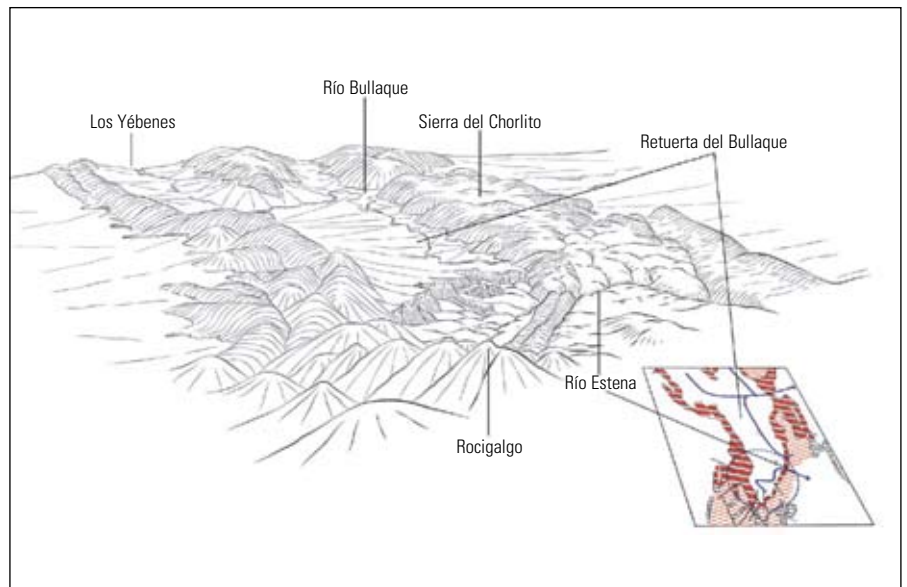 Río Bullaque
Los Yébenes
Sierra del Chorlito
Retuerta del Bullaque
Río Estena
Rocigalgo